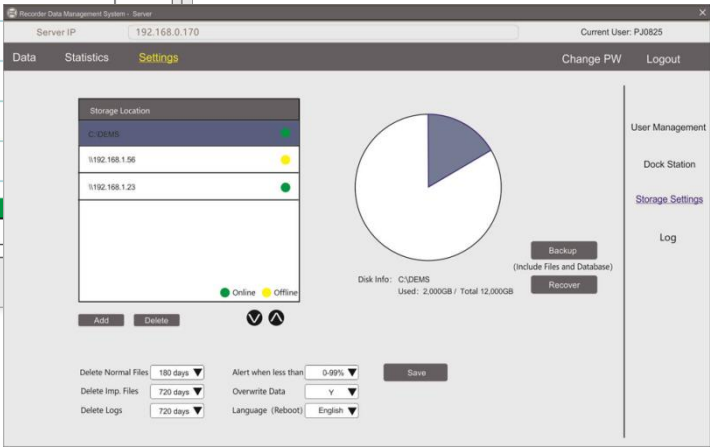 Recorder Data Management System - Server
Server IP 192.168.0.170 Current User: PJ0825
Data Statistics Settings Change PW Logout
Storage Location
C:\DEMS
\\192.168.1.56
\\192.168.1.23
Online Offline
Add Delete
Disk Info: C:\DEMS
Used: 2,000GB / Total 12,000GB
Backup
(Include Files and Database)
Recover
User Management
Dock Station
Storage Settings
Log
Delete Normal Files 180 days Alert when less than 0-99% Save
Delete Imp. Files 720 days Overwrite Data Y
Delete Logs 720 days Language (Reboot) English